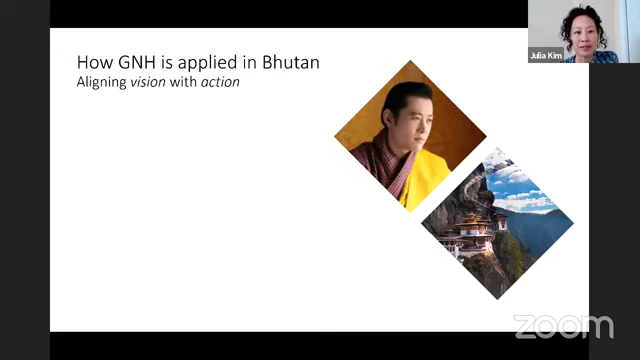 How GNH is applied in Bhutan
Aligning vision with action
Julia Kim
zoom